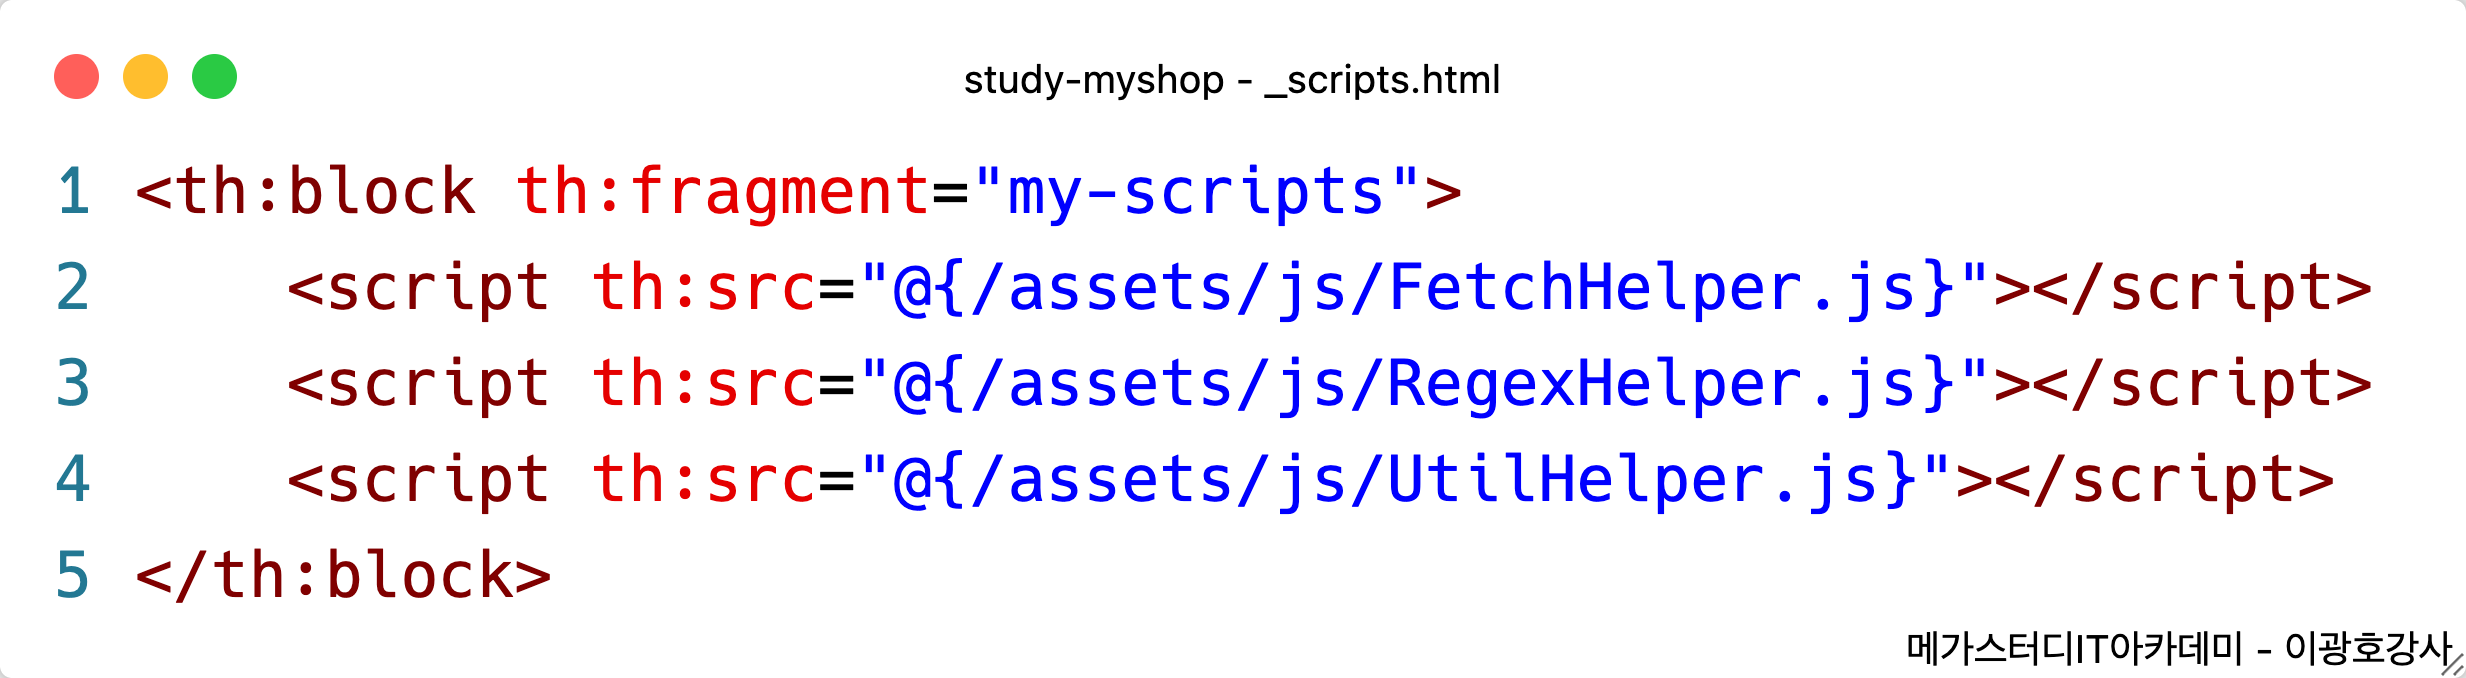 study-myshop - _scripts.html
1 <th:block th:fragment="my-scripts">
2     <script th:src="@{/assets/js/FetchHelper.js}"></script>
3     <script th:src="@{/assets/js/RegexHelper.js}"></script>
4     <script th:src="@{/assets/js/UtilHelper.js}"></script>
5 </th:block>
메가스터디IT아카데미 - 이광호강사